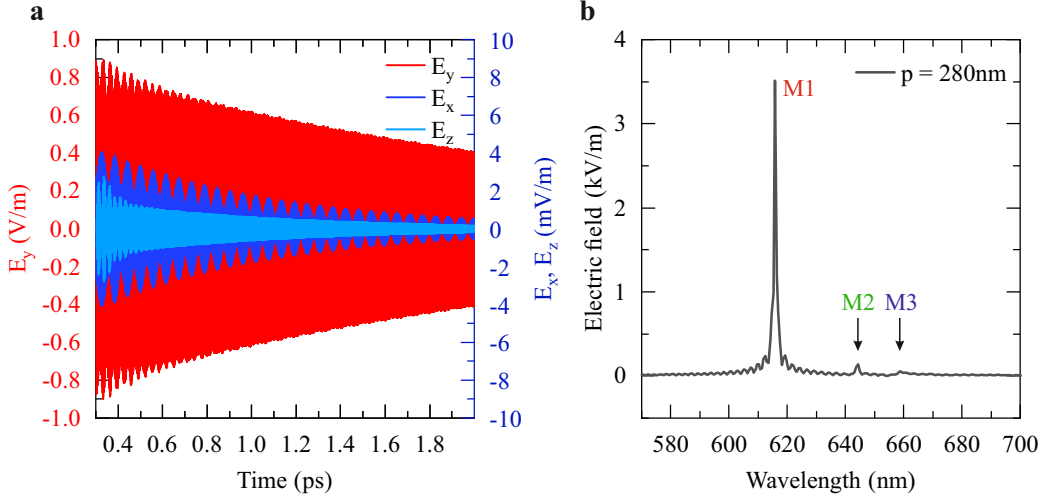 a
1.0
0.8
0.6
0.4
0.2
0.0
-0.2
-0.4
-0.6
-0.8
-1.0
E_y (V/m)
E_y
E_x
E_z
10
8
6
4
2
0
-2
-4
-6
-8
-10
E_x, E_z (mV/m)
0.4 0.6 0.8 1.0 1.2 1.4 1.6 1.8
Time (ps)
b
4
3
2
1
0
Electric field (kV/m)
p = 280nm
M1
M2
M3
580 600 620 640 660 680 700
Wavelength (nm)